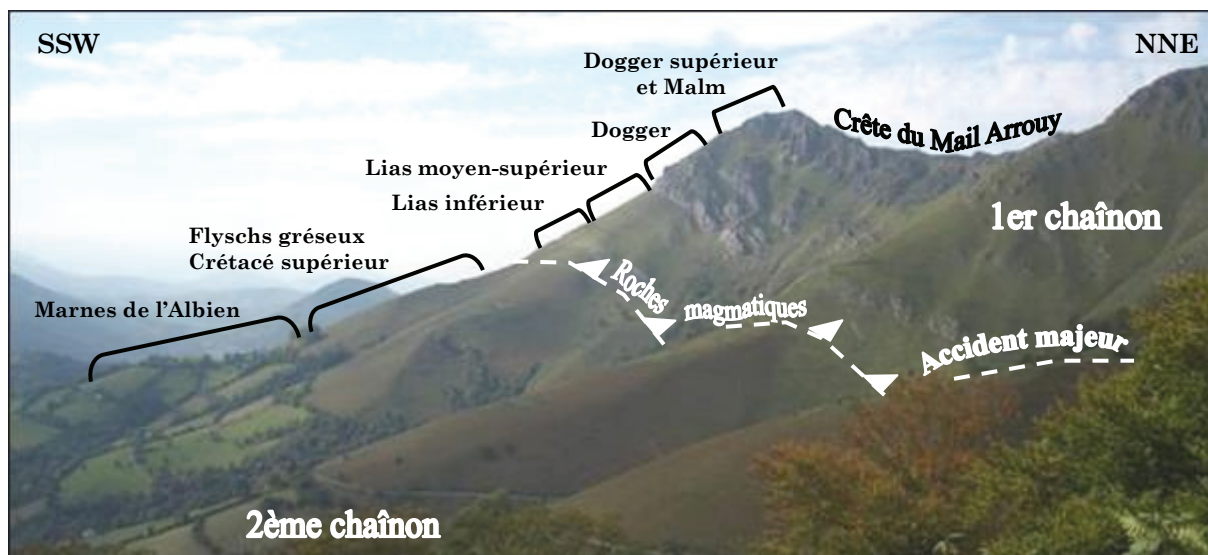 SSW
NNE
Dogger supérieur
et Malm
Dogger
Crête du Mail Arrouy
Lias moyen-supérieur
Lias inférieur
1er chaînon
Flyschs gréseux
Crétacé supérieur
Roches magmatiques
Marnes de l’Albien
Accident majeur
2ème chaînon